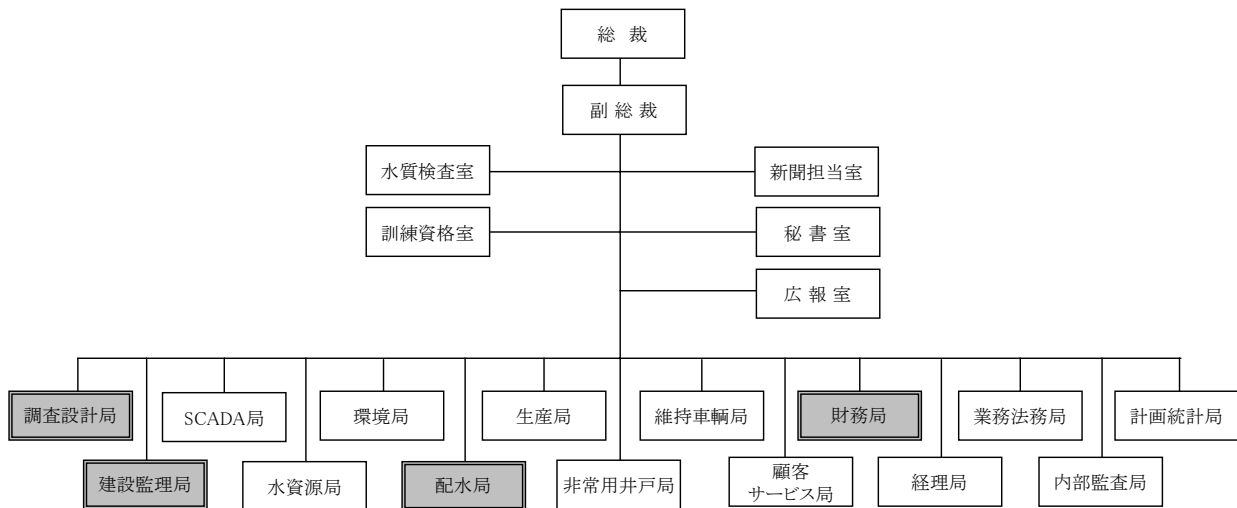 総 裁
副 総 裁
水質検査室
新聞担当室
訓練資格室
秘 書 室
広 報 室
調査設計局
SCADA局
環境局
生産局
維持車輌局
財務局
業務法務局
計画統計局
建設監理局
水資源局
配水局
非常用井戸局
顧客
サービス局
経理局
内部監査局